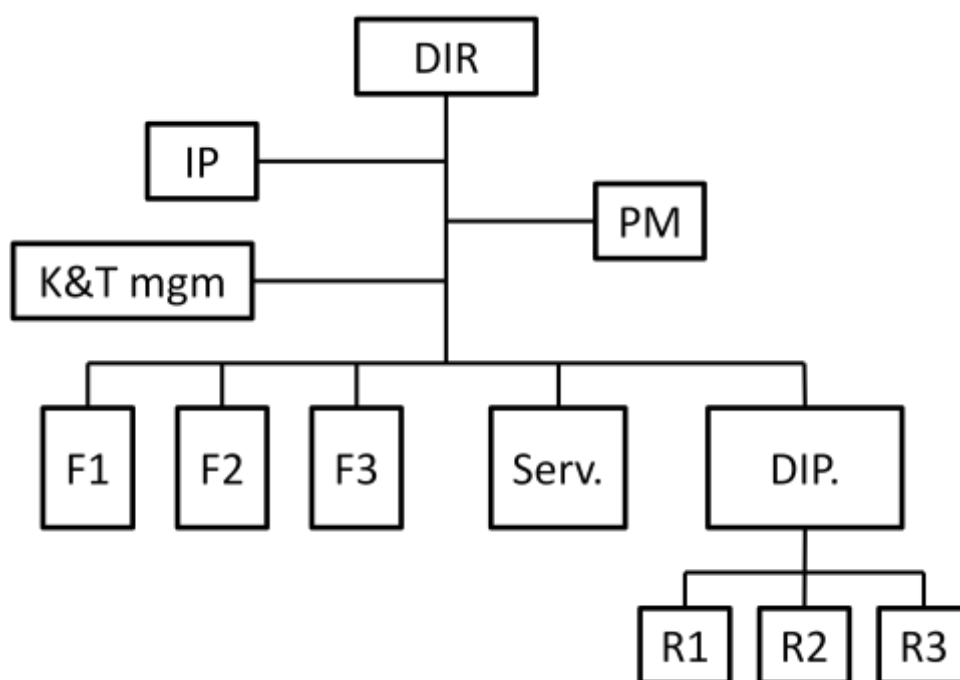 DIR
IP
PM
K&T mgm
F1
F2
F3
Serv.
DIP.
R1
R2
R3